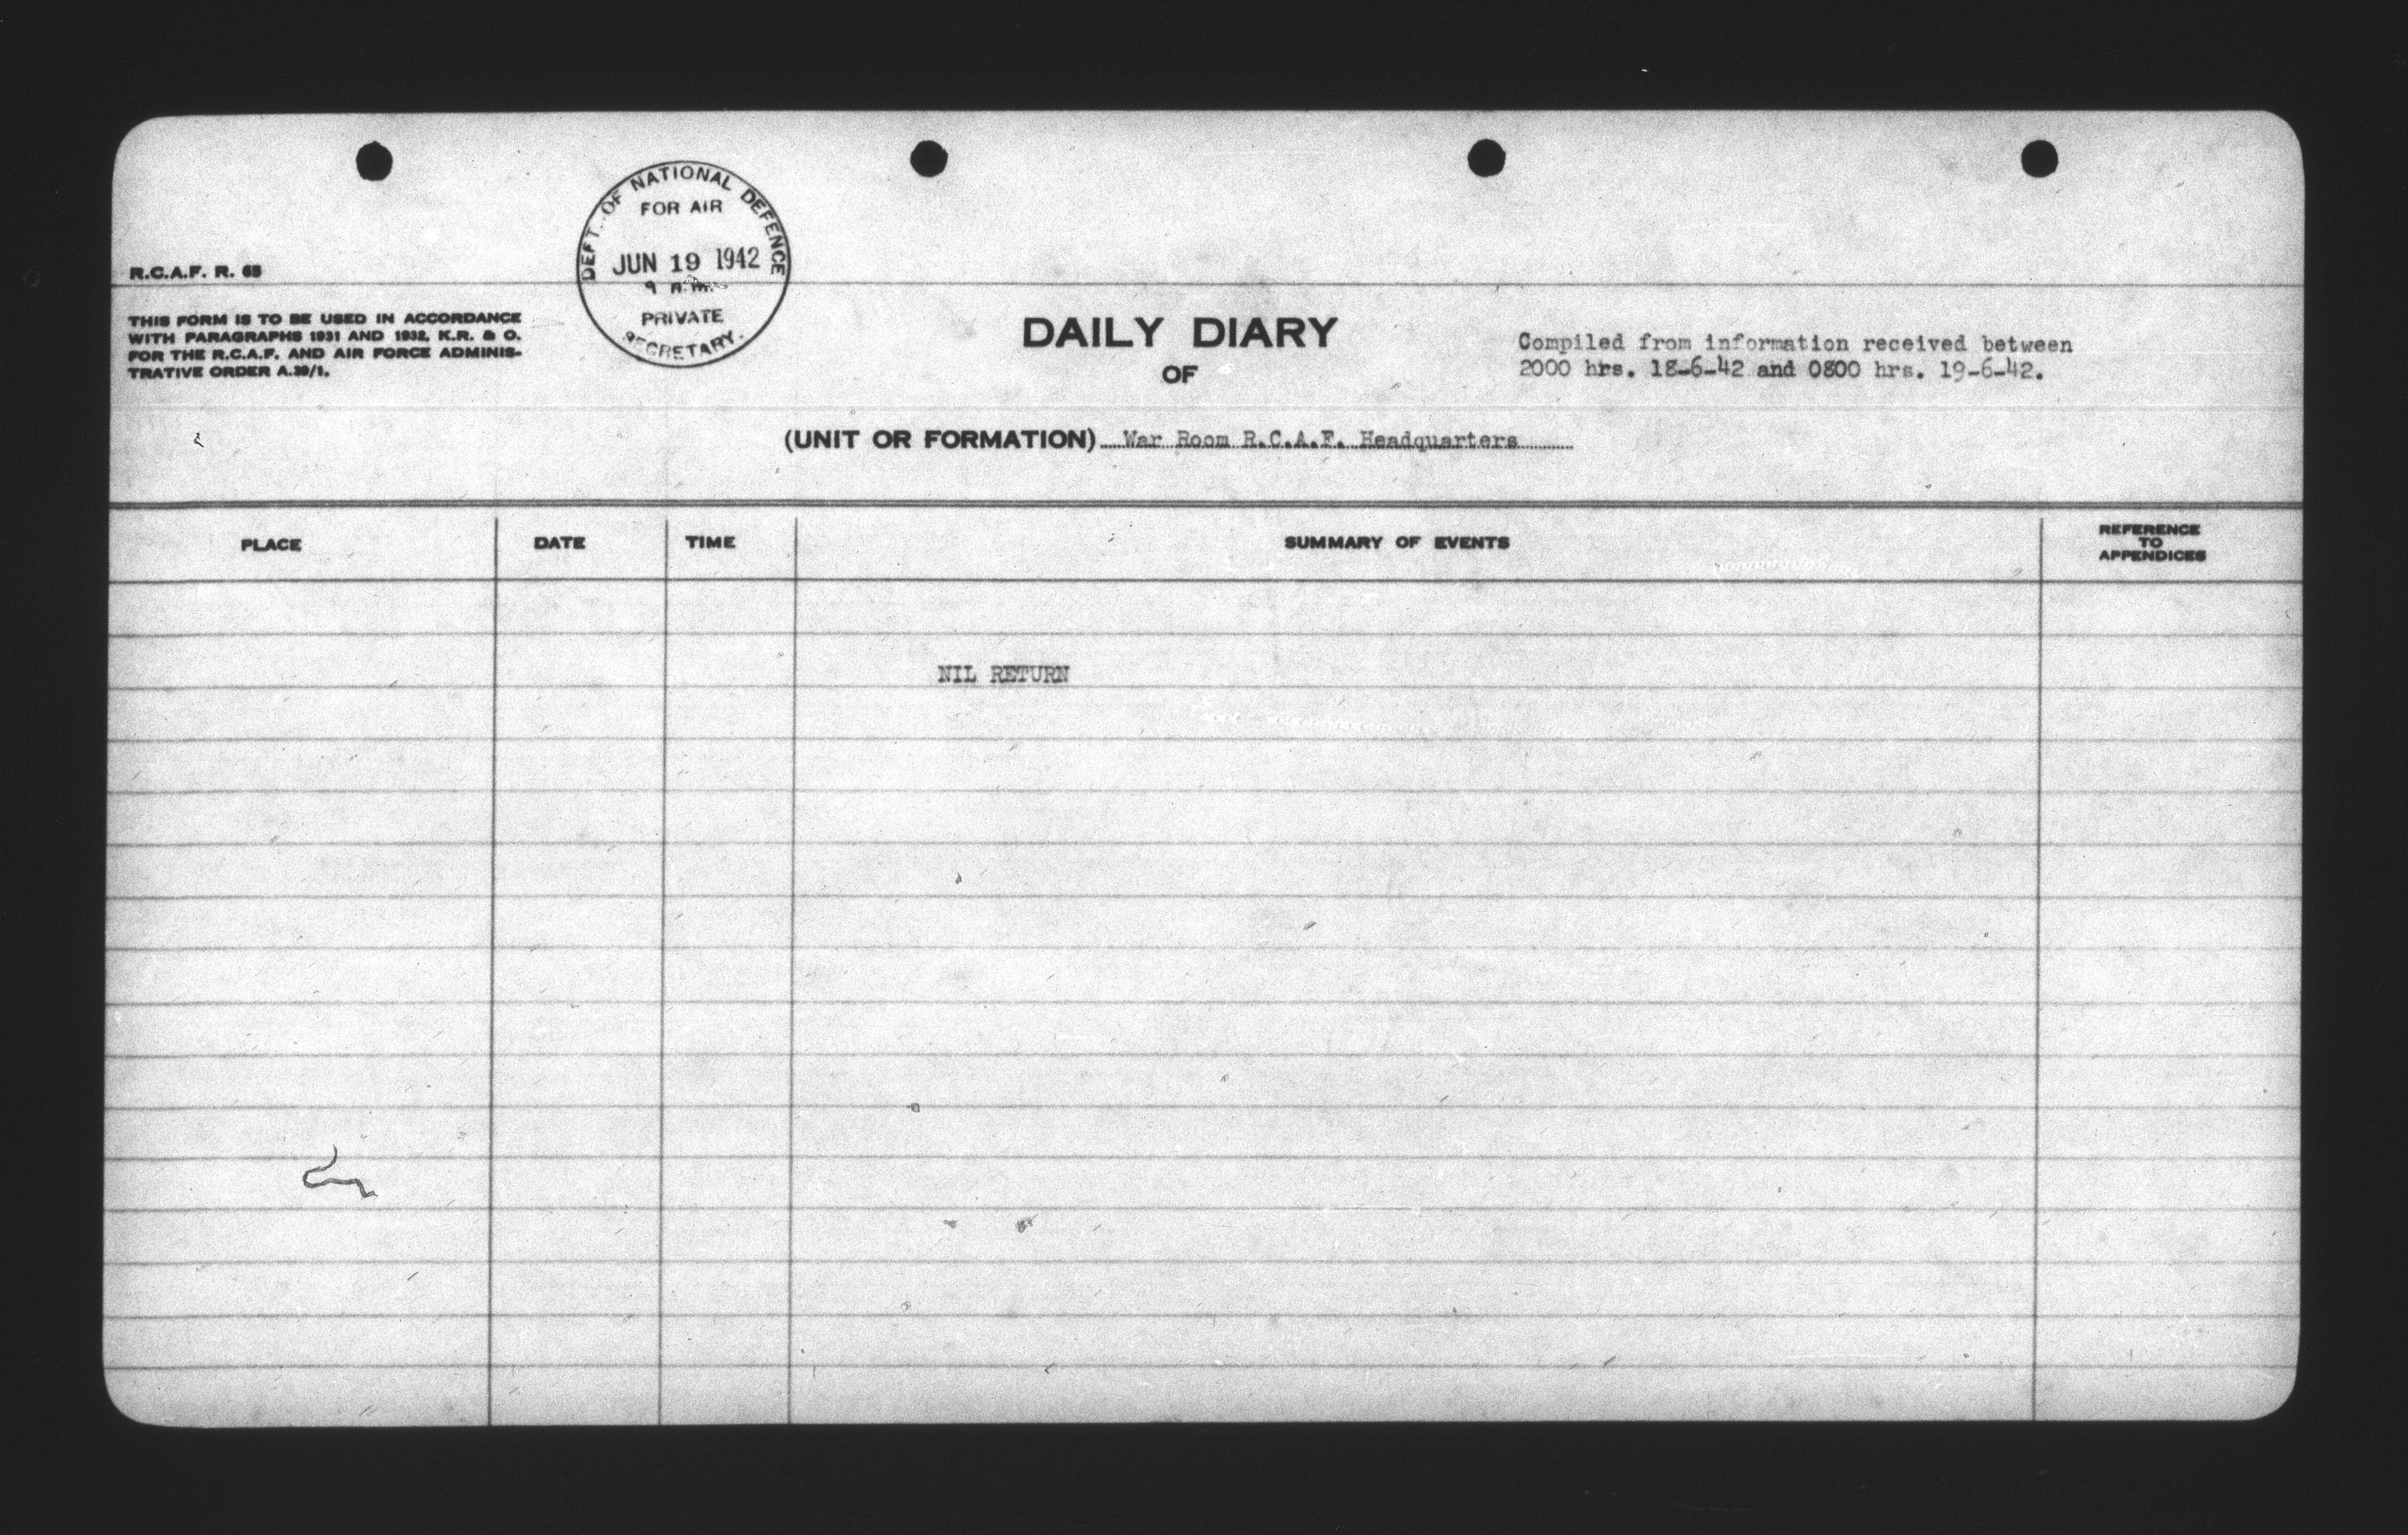 R.C.A.F. R. 65
DEPT. OF NATIONAL DEFENCE
FOR AIR
JUN 19 1942
9 A.M.
PRIVATE
SECRETARY.
THIS FORM IS TO BE USED IN ACCORDANCE
WITH PARAGRAPHS 1931 AND 1932, K.R. & O.
FOR THE R.C.A.F. AND AIR FORCE ADMINIS-
TRATIVE ORDER A.39/1.
DAILY DIARY
OF
Compiled from information received between
2000 hrs. 18-6-42 and 0800 hrs. 19-6-42.
(UNIT OR FORMATION) War Room R.C.A.F. Headquarters
PLACE DATE TIME SUMMARY OF EVENTS REFERENCE
TO
APPENDICES
NIL RETURN